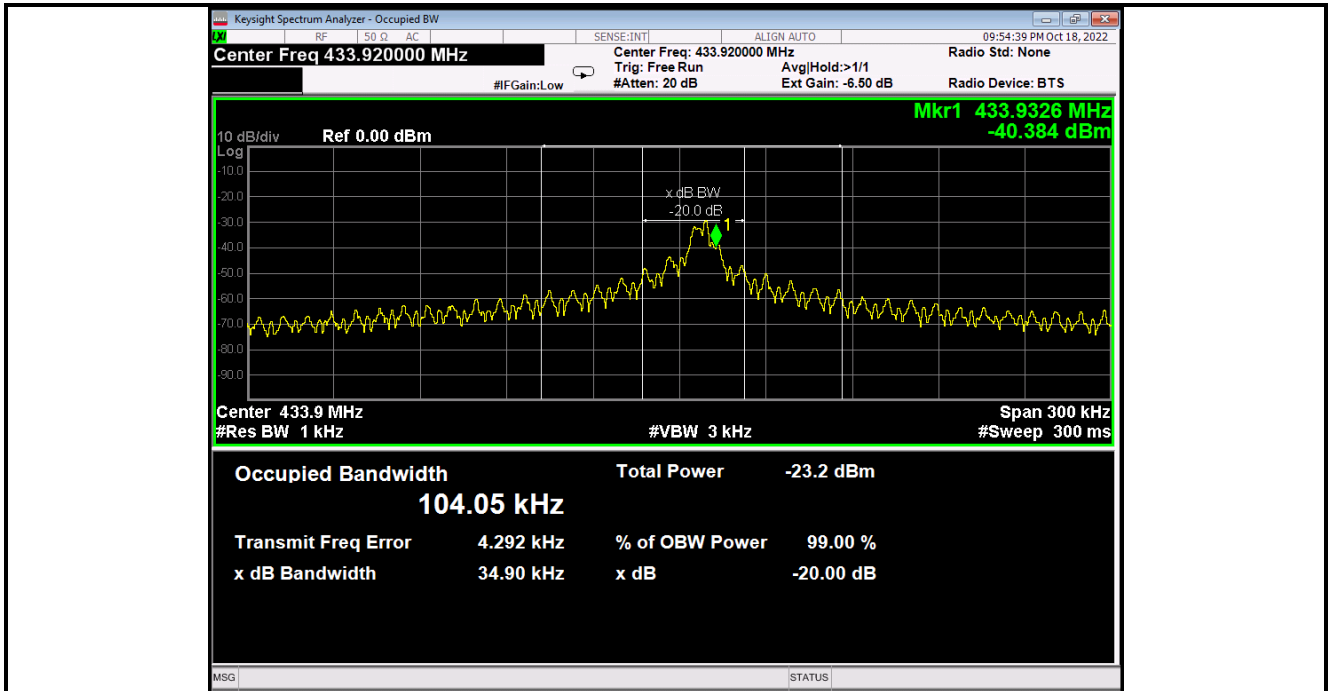 Keysight Spectrum Analyzer - Occupied BW
LXI RF 50 Ω AC SENSE:INT ALIGN AUTO 09:54:39 PM Oct 18, 2022
Center Freq 433.920000 MHz Center Freq: 433.920000 MHz Radio Std: None
Trig: Free Run Avg|Hold:>1/1
#IFGain:Low #Atten: 20 dB Ext Gain: -6.50 dB Radio Device: BTS
Mkr1 433.9326 MHz
10 dB/div Ref 0.00 dBm -40.384 dBm
Log
-10.0
-20.0
-30.0
-40.0
-50.0
-60.0
-70.0
-80.0
-90.0
x dB BW
-20.0 dB
1
Center 433.9 MHz Span 300 kHz
#Res BW 1 kHz #VBW 3 kHz #Sweep 300 ms
Occupied Bandwidth Total Power -23.2 dBm
104.05 kHz
Transmit Freq Error 4.292 kHz % of OBW Power 99.00 %
x dB Bandwidth 34.90 kHz x dB -20.00 dB
MSG STATUS